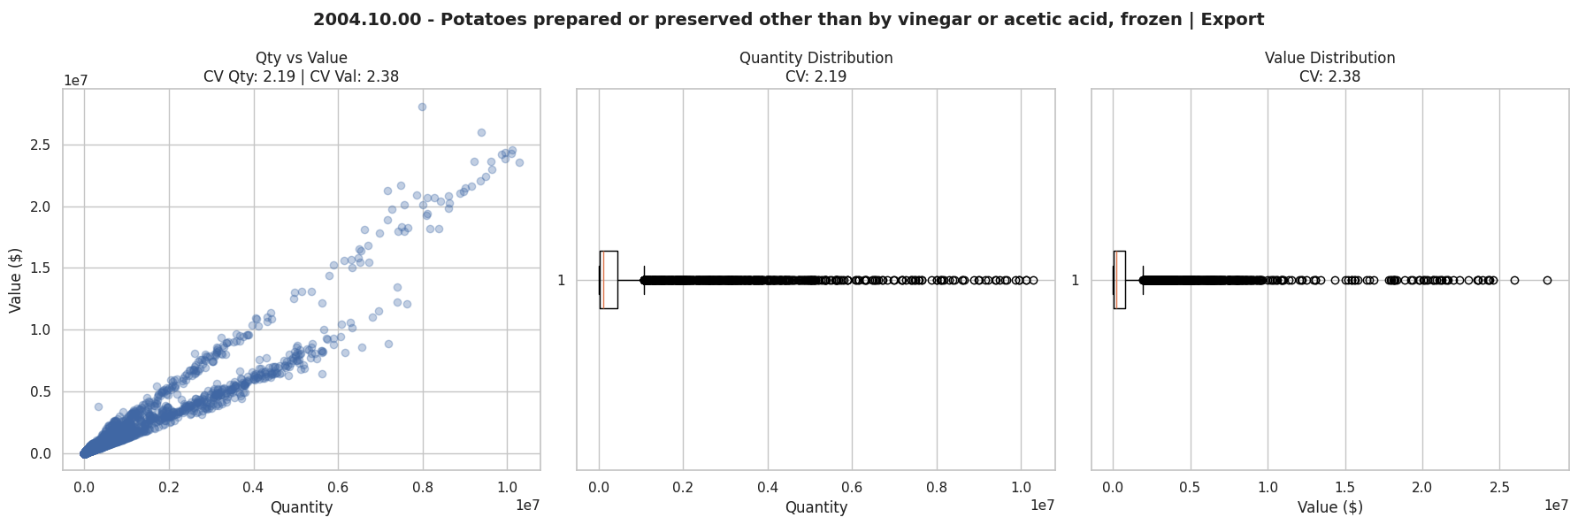 2004.10.00 - Potatoes prepared or preserved other than by vinegar or acetic acid, frozen | Export
Qty vs Value
CV Qty: 2.19 | CV Val: 2.38
1e7
2.5
2.0
1.5
1.0
0.5
0.0
Value ($)
0.0 0.2 0.4 0.6 0.8 1.0
1e7
Quantity
Quantity Distribution
CV: 2.19
1
0.0 0.2 0.4 0.6 0.8 1.0
1e7
Quantity
Value Distribution
CV: 2.38
1
0.0 0.5 1.0 1.5 2.0 2.5
1e7
Value ($)